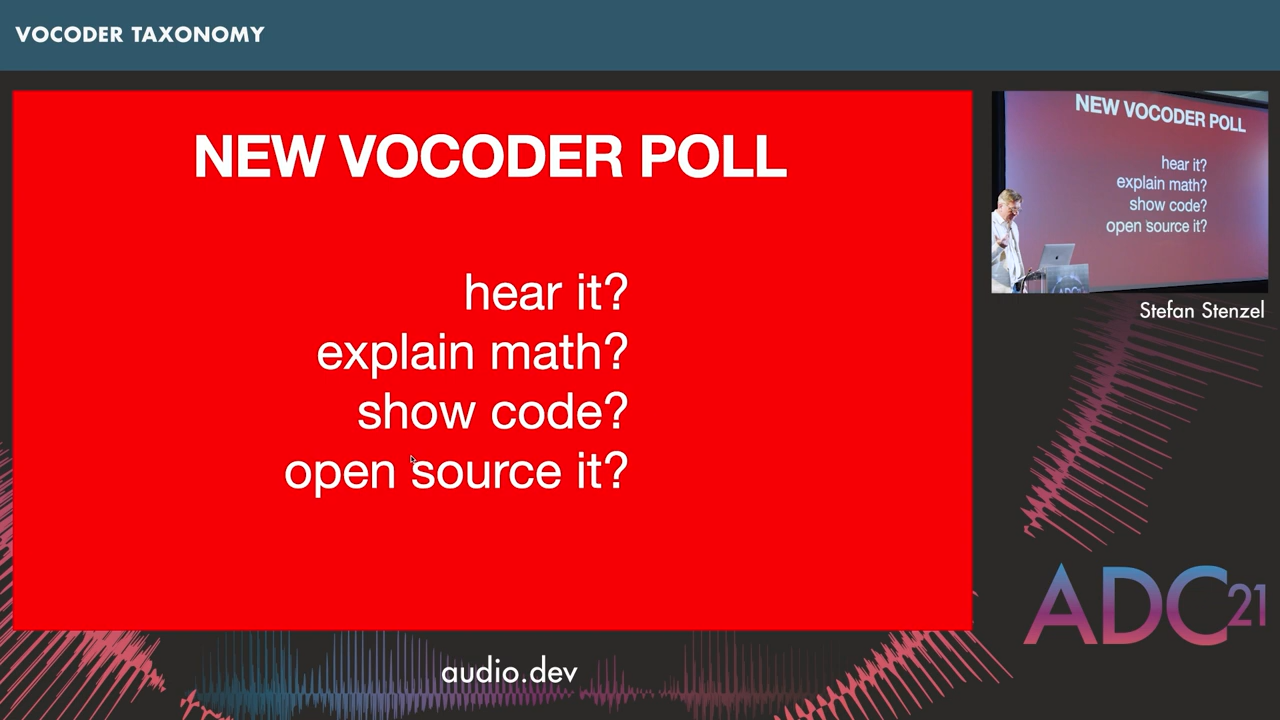 VOCODER TAXONOMY
NEW VOCODER POLL
hear it?
explain math?
show code?
open source it?
NEW VOCODER POLL
hear it?
explain math?
show code?
open source it?
Stefan Stenzel
ADC21
audio.dev